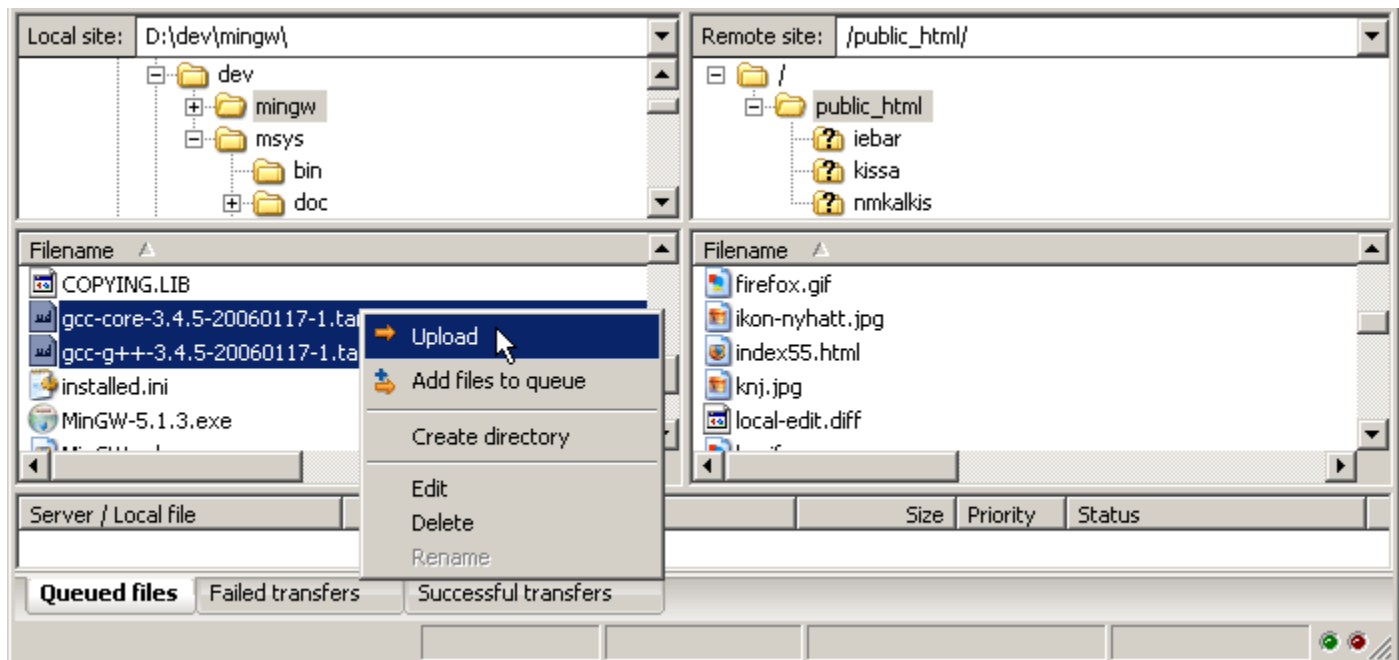 Local site: D:\dev\mingw\
dev
mingw
msys
bin
doc
Remote site: /public_html/
/
public_html
iebar
kissa
nmkalkis
Filename
COPYING.LIB
gcc-core-3.4.5-20060117-1.tar
gcc-g++-3.4.5-20060117-1.ta
installed.ini
MinGW-5.1.3.exe
Upload
Add files to queue
Create directory
Edit
Delete
Rename
Filename
firefox.gif
ikon-nyhatt.jpg
index55.html
knj.jpg
local-edit.diff
Server / Local file
Size Priority Status
Queued files Failed transfers Successful transfers